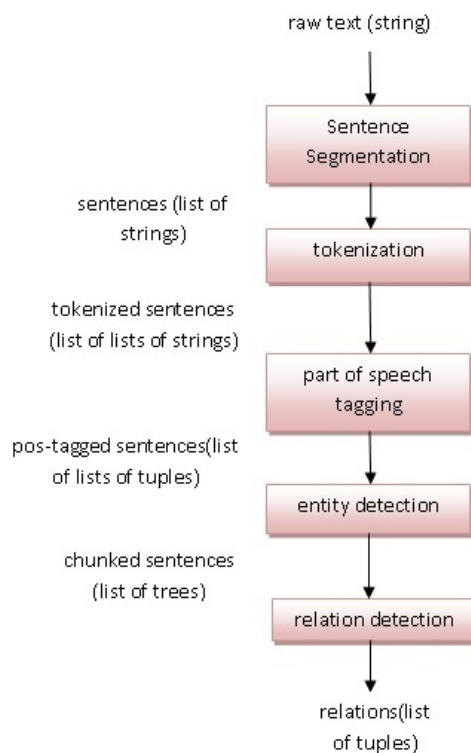 raw text (string)
Sentence
Segmentation
sentences (list of
strings)
tokenization
tokenized sentences
(list of lists of strings)
part of speech
tagging
pos-tagged sentences(list
of lists of tuples)
entity detection
chunked sentences
(list of trees)
relation detection
relations(list
of tuples)